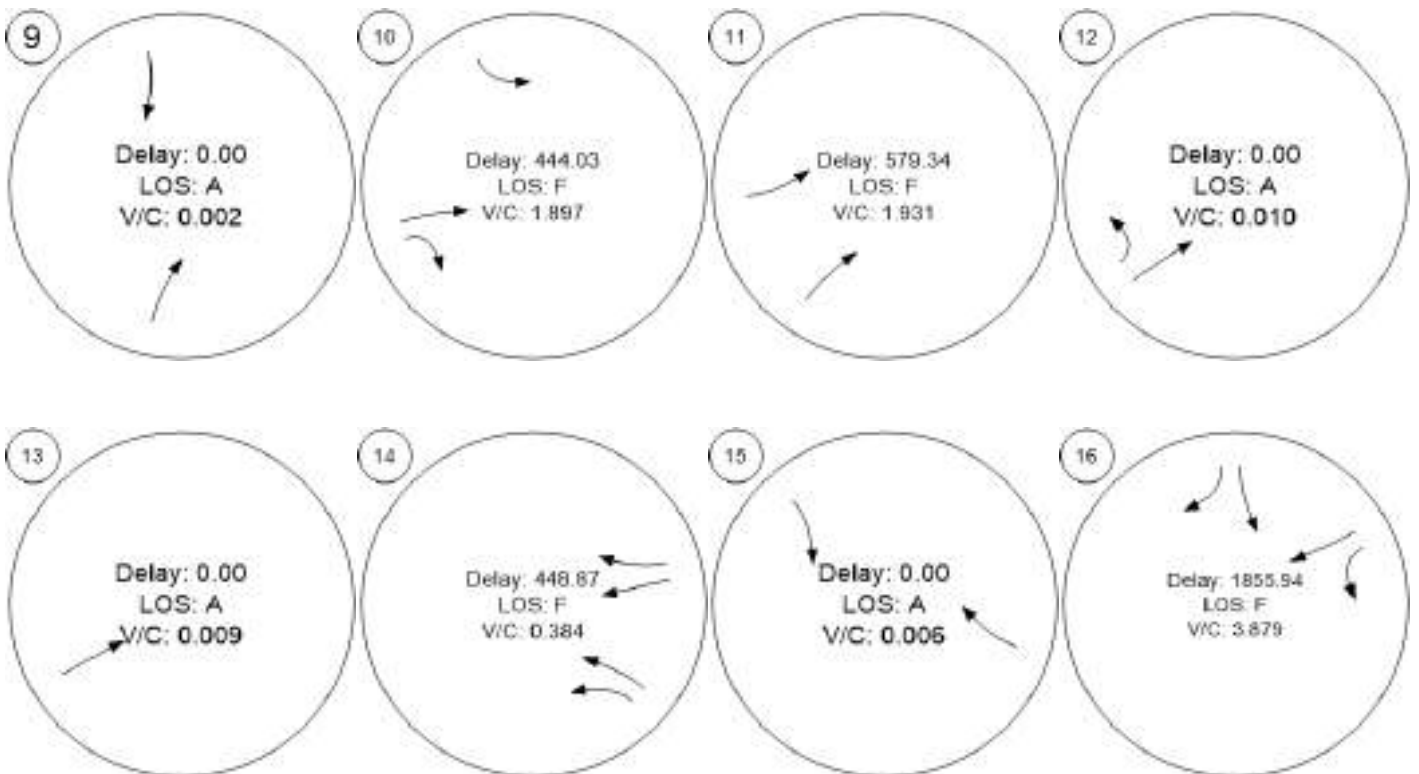 9
Delay: 0.00
LOS: A
V/C: 0.002
10
Delay: 444.03
LOS: F
V/C: 1.897
11
Delay: 579.34
LOS: F
V/C: 1.931
12
Delay: 0.00
LOS: A
V/C: 0.010
13
Delay: 0.00
LOS: A
V/C: 0.009
14
Delay: 448.87
LOS: F
V/C: 0.384
15
Delay: 0.00
LOS: A
V/C: 0.006
16
Delay: 1855.94
LOS: F
V/C: 3.879